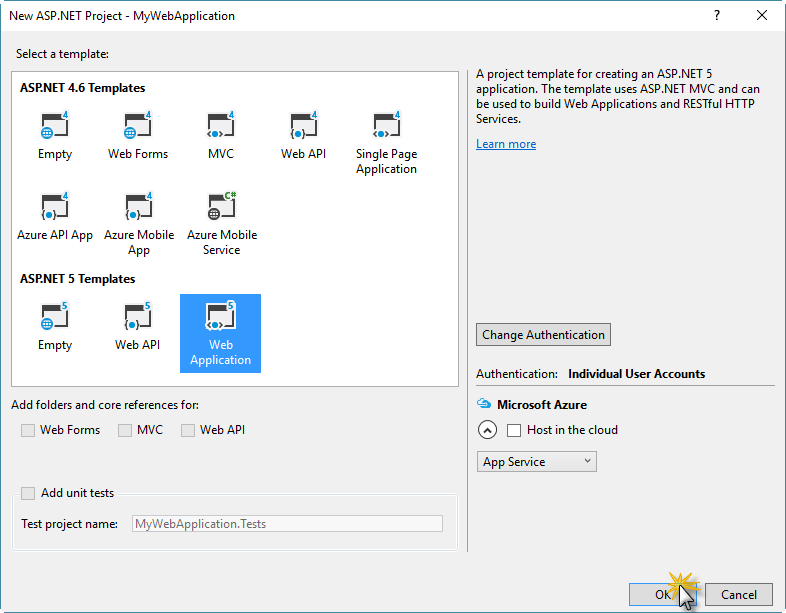 New ASP.NET Project - MyWebApplication
?
Select a template:
ASP.NET 4.6 Templates
4 4 4 4 4
Empty Web Forms MVC Web API Single Page
Application
4 4 C#
Azure API App Azure Mobile Azure Mobile
App Service
ASP.NET 5 Templates
5 5 5
Empty Web API Web
Application
Add folders and core references for:
Web Forms MVC Web API
Add unit tests
Test project name: MyWebApplication.Tests
A project template for creating an ASP.NET 5
application. The template uses ASP.NET MVC and can
be used to build Web Applications and RESTful HTTP
Services.
Learn more
Change Authentication
Authentication: Individual User Accounts
Microsoft Azure
Host in the cloud
App Service
OK Cancel